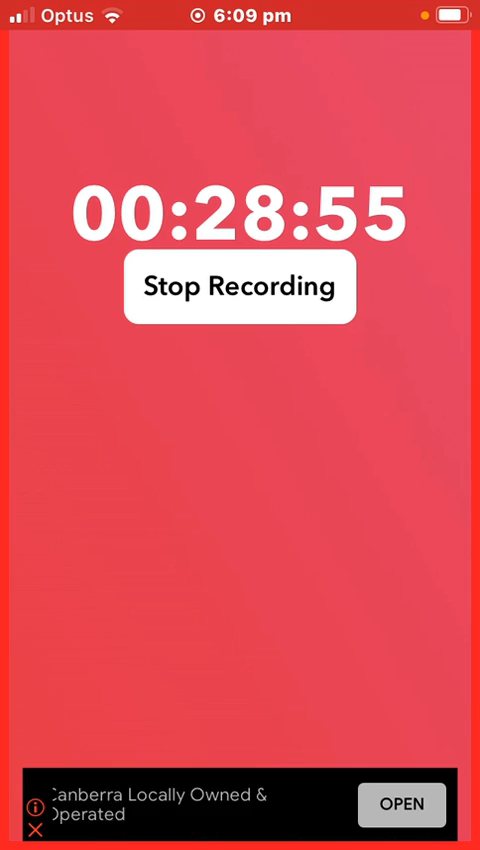 Optus 6:09 pm
00:28:55
Stop Recording
Canberra Locally Owned &
Operated
OPEN